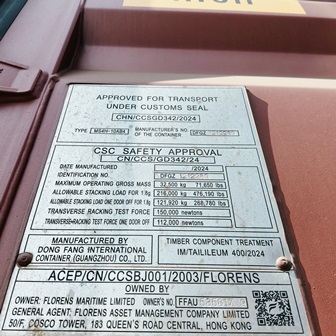 APPROVED FOR TRANSPORT
UNDER CUSTOMS SEAL
CHN/CCSGD342/2024
TYPE MS4H-10AB4 MANUFACTURER'S NO. OF THE CONTAINER DFGZ
CSC SAFETY APPROVAL
CN/CCS/GD342/24
DATE MANUFACTURED /2024
IDENTIFICATION NO. DFGZ
MAXIMUM OPERATING GROSS MASS 32,500 kg 71,650 lbs
ALLOWABLE STACKING LOAD FOR 1.8g 216,000 kg 476,190 lbs
ALLOWABLE STACKING LOAD ONE DOOR OFF FOR 1.8g 121,920 kg 268,780 lbs
TRANSVERSE RACKING TEST FORCE 150,000 newtons
TRANSVERSE RACKING TEST FORCE ONE DOOR OFF 112,000 newtons
MANUFACTURED BY
DONG FANG INTERNATIONAL
CONTAINER (GUANGZHOU) CO., LTD.
TIMBER COMPONENT TREATMENT
IM/TAILILEUM 400/2024
ACEP/CN/CCSBJ001/2003/FLORENS
OWNED BY
OWNER: FLORENS MARITIME LIMITED OWNER'S NO. FFAU
GENERAL AGENT: FLORENS ASSET MANAGEMENT COMPANY LIMITED
50/F, COSCO TOWER, 183 QUEEN'S ROAD CENTRAL, HONG KONG